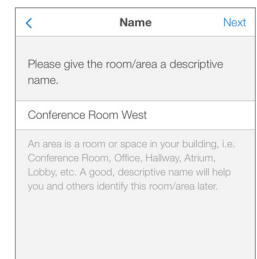 Name Next
Please give the room/area a descriptive
name.
Conference Room West
An area is a room or space in your building, i.e.
Conference Room, Office, Hallway, Atrium,
Lobby, etc. A good, descriptive name will help
you and others identify this room/area later.